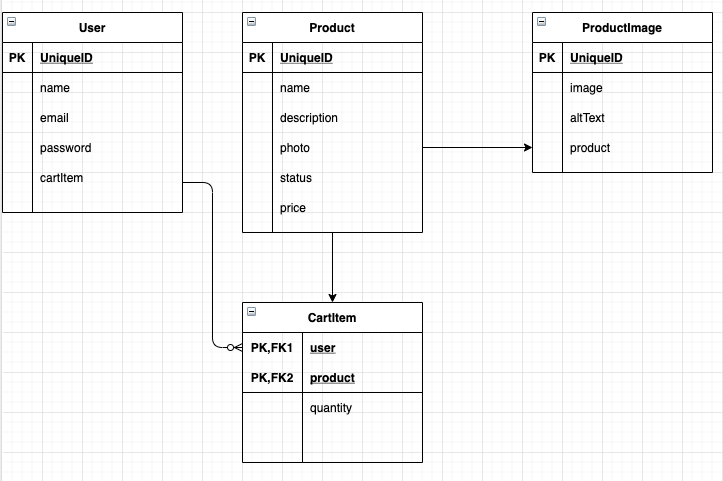 User
PK UniqueID
name
email
password
cartItem
Product
PK UniqueID
name
description
photo
status
price
ProductImage
PK UniqueID
image
altText
product
CartItem
PK,FK1 user
PK,FK2 product
quantity